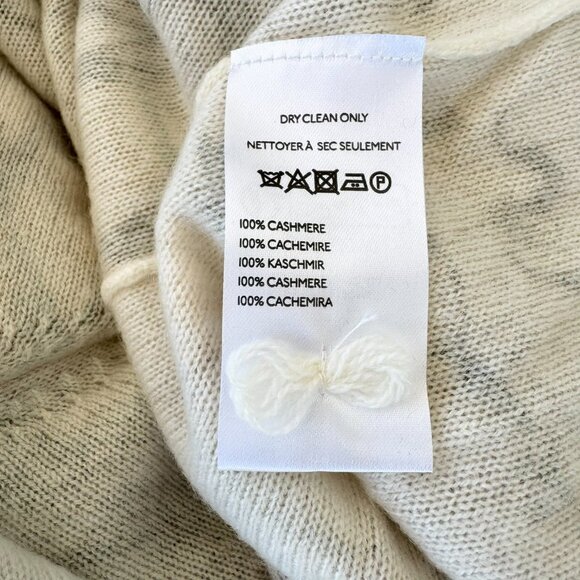 DRY CLEAN ONLY
NETTOYER À SEC SEULEMENT
P
100% CASHMERE
100% CACHEMIRE
100% KASCHMIR
100% CASHMERE
100% CACHEMIRA